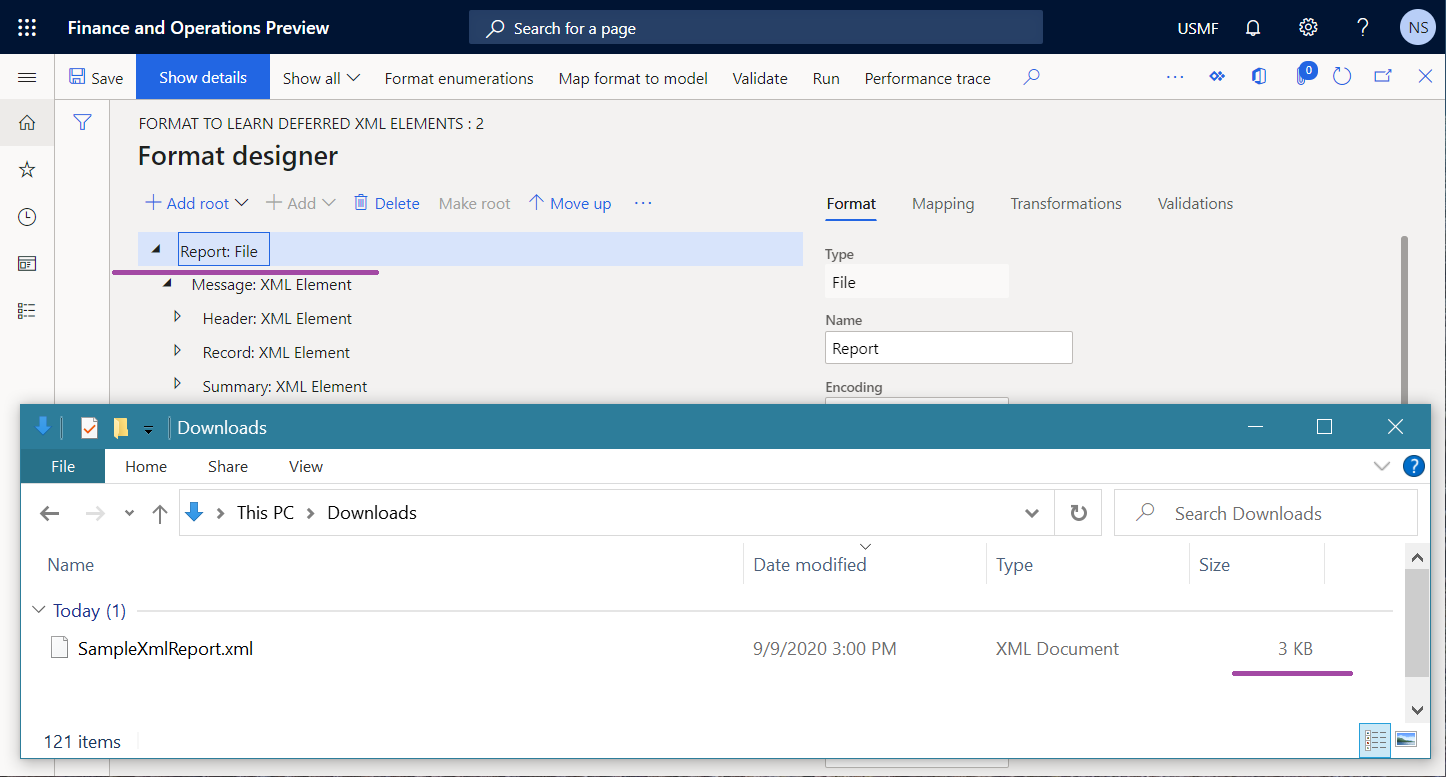 Finance and Operations Preview
Search for a page
USMF
?
NS
Save
Show details
Show all
Format enumerations
Map format to model
Validate
Run
Performance trace
...
0
FORMAT TO LEARN DEFERRED XML ELEMENTS : 2
Format designer
+ Add root
+ Add
Delete
Make root
Move up
...
Format
Mapping
Transformations
Validations
Report: File
Message: XML Element
Header: XML Element
Record: XML Element
Summary: XML Element
Type
File
Name
Report
Encoding
Downloads
File
Home
Share
View
?
This PC > Downloads
Search Downloads
Name
Date modified
Type
Size
Today (1)
SampleXmlReport.xml
9/9/2020 3:00 PM
XML Document
3 KB
121 items